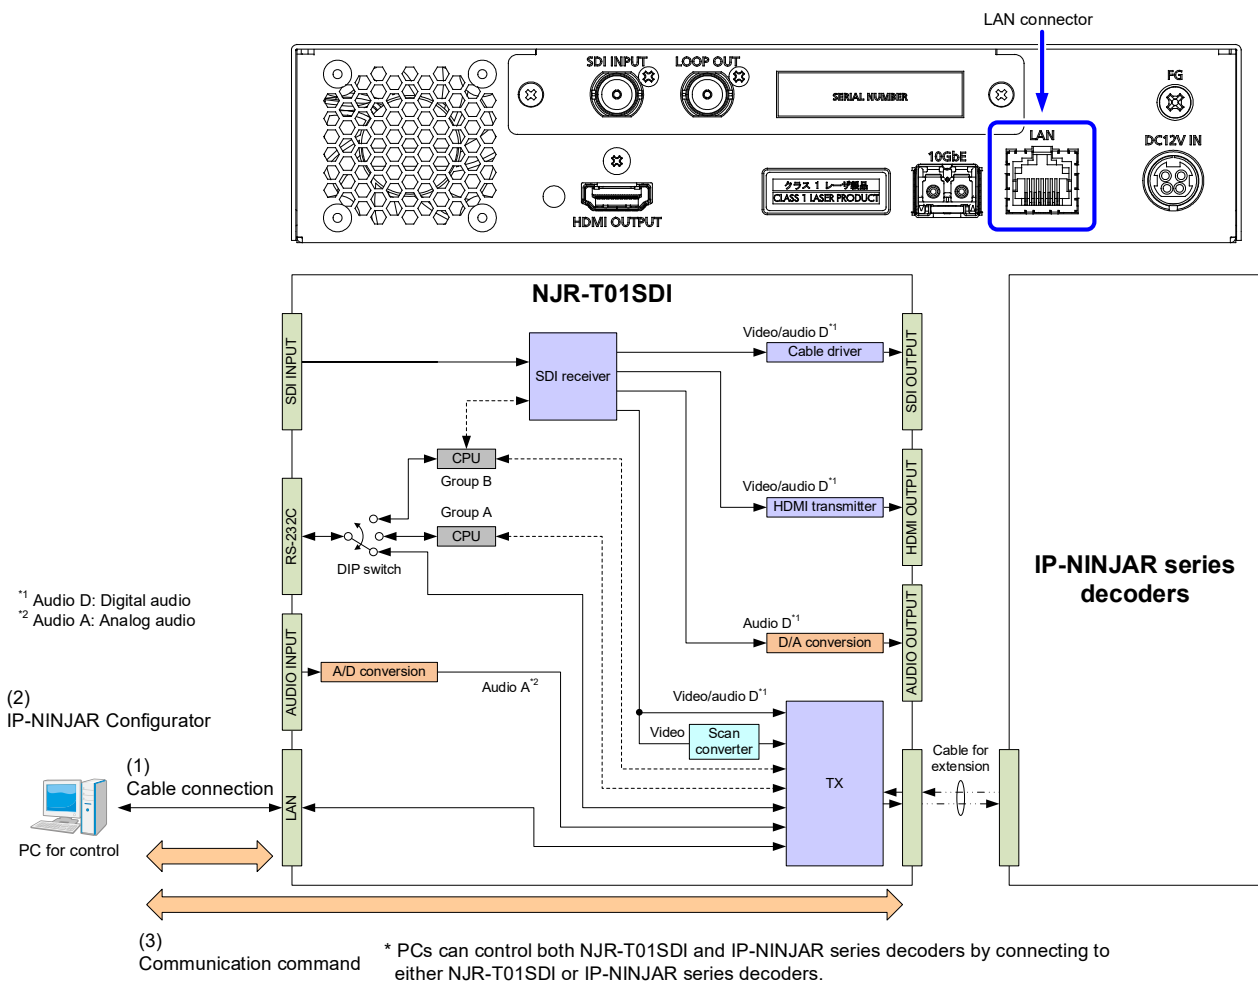 LAN connector
SDI INPUT
LOOP OUT
SERIAL NUMBER
FG
LAN
DC12V IN
10GbE
クラス 1 レーザ製品
CLASS 1 LASER PRODUCT
HDMI OUTPUT
NJR-T01SDI
SDI INPUT
SDI receiver
Video/audio D*1
Cable driver
SDI OUTPUT
CPU
Group B
Group A
CPU
RS-232C
DIP switch
Video/audio D*1
HDMI transmitter
HDMI OUTPUT
IP-NINJAR series
decoders
*1 Audio D: Digital audio
*2 Audio A: Analog audio
AUDIO INPUT
A/D conversion
Audio A*2
Audio D*1
D/A conversion
AUDIO OUTPUT
Video/audio D*1
Video
Scan
converter
TX
Cable for
extension
(2)
IP-NINJAR Configurator
(1)
Cable connection
LAN
PC for control
(3)
Communication command
* PCs can control both NJR-T01SDI and IP-NINJAR series decoders by connecting to
either NJR-T01SDI or IP-NINJAR series decoders.